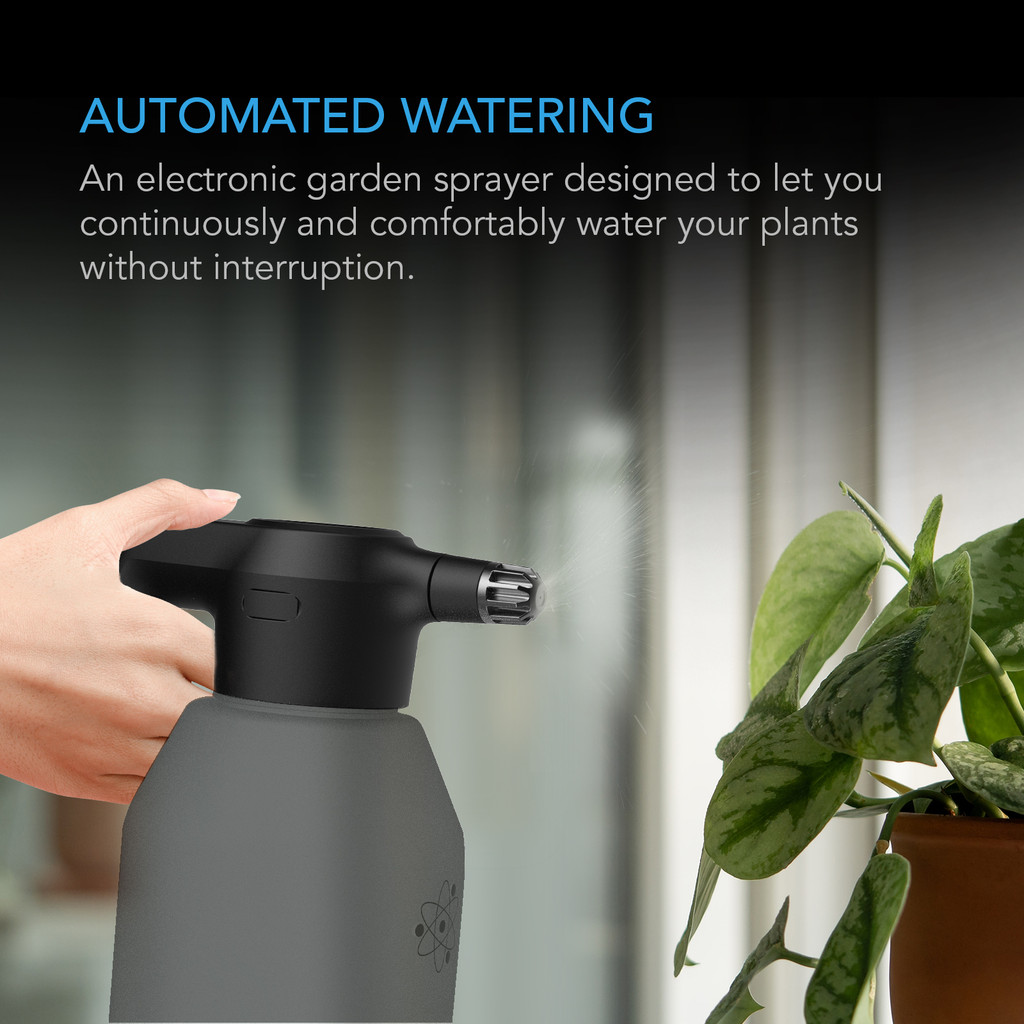 AUTOMATED WATERING
An electronic garden sprayer designed to let you
continuously and comfortably water your plants
without interruption.